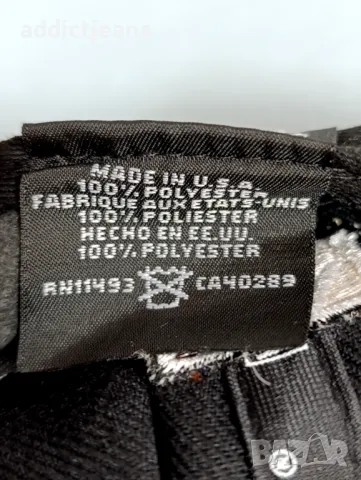 addictjeans
MADE IN U.S.A.
100% POLYESTER
FABRIQUE AUX ETATS-UNIS
100% POLIESTER
HECHO EN EE.UU.
100% POLYESTER
RN11493 CA40289
BAZAR